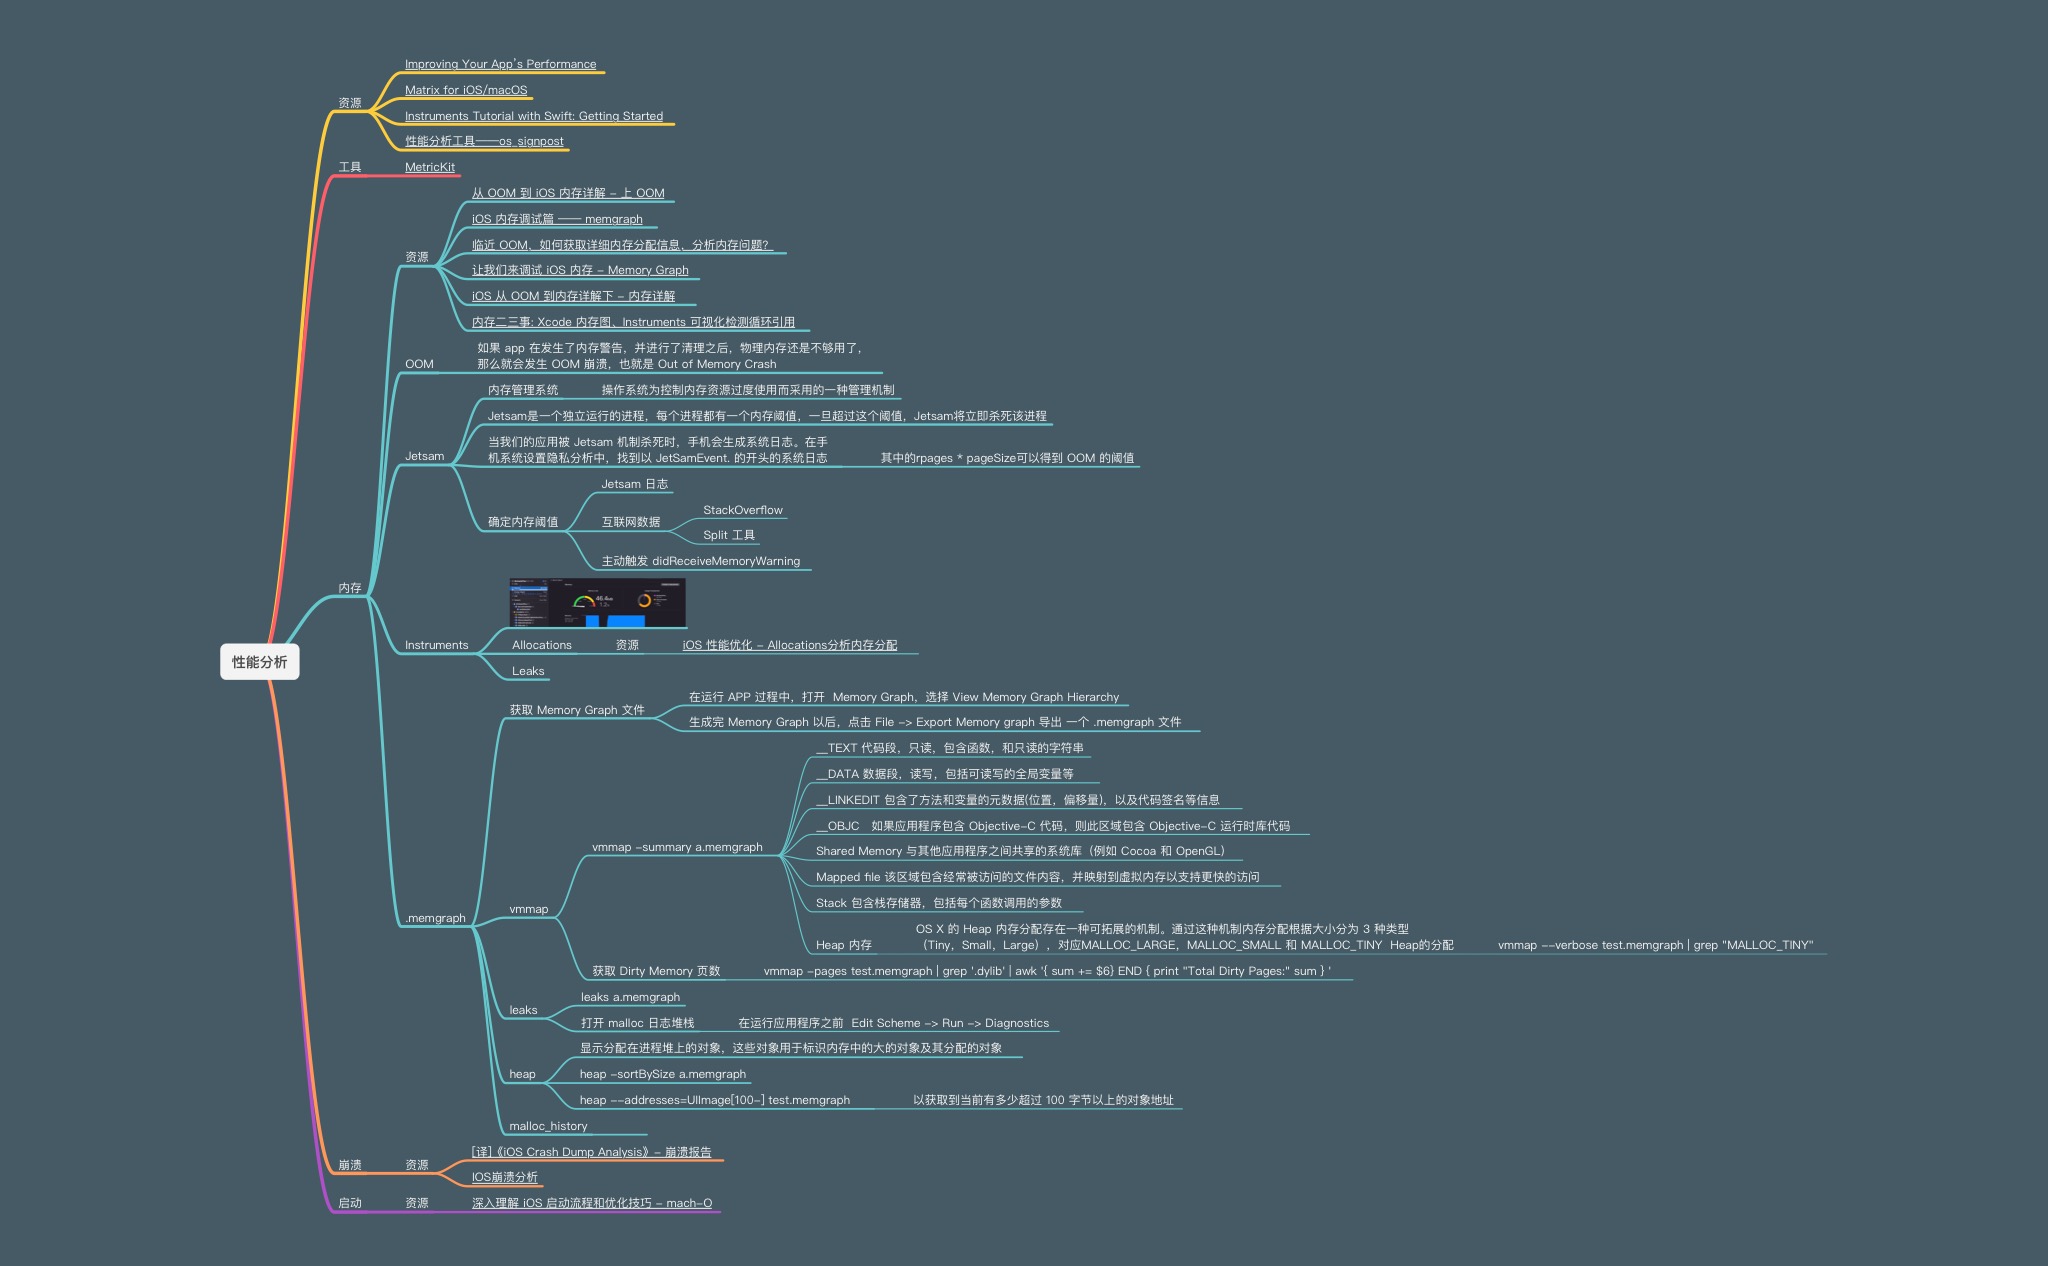 Improving Your App's Performance
Matrix for iOS/macOS
资源
Instruments Tutorial with Swift: Getting Started
性能分析工具——os_signpost
工具
MetricKit
从 OOM 到 iOS 内存详解 - 上 OOM
iOS 内存调试篇 —— memgraph
临近 OOM、如何获取详细内存分配信息、分析内存问题？
资源
让我们来调试 iOS 内存 - Memory Graph
iOS 从 OOM 到内存详解下 - 内存详解
内存二三事: Xcode 内存图、Instruments 可视化检测循环引用
如果 app 在发生了内存警告，并进行了清理之后，物理内存还是不够用了，
OOM
那么就会发生 OOM 崩溃，也就是 Out of Memory Crash
内存管理系统
操作系统为控制内存资源过度使用而采用的一种管理机制
Jetsam是一个独立运行的进程，每个进程都有一个内存阈值，一旦超过这个阈值，Jetsam将立即杀死该进程
当我们的应用被 Jetsam 机制杀死时，手机会生成系统日志。在手
Jetsam
机系统设置隐私分析中，找到以 JetSamEvent. 的开头的系统日志
其中的rpages * pageSize可以得到 OOM 的阈值
Jetsam 日志
StackOverflow
确定内存阈值
互联网数据
Split 工具
主动触发 didReceiveMemoryWarning
内存
46.4
Instruments
Allocations
资源
iOS 性能优化 - Allocations分析内存分配
性能分析
Leaks
在运行 APP 过程中，打开  Memory Graph，选择 View Memory Graph Hierarchy
获取 Memory Graph 文件
生成完 Memory Graph 以后，点击 File -> Export Memory graph 导出 一个 .memgraph 文件
__TEXT 代码段，只读，包含函数，和只读的字符串
__DATA 数据段，读写，包括可读写的全局变量等
__LINKEDIT 包含了方法和变量的元数据(位置，偏移量)，以及代码签名等信息
__OBJC   如果应用程序包含 Objective-C 代码，则此区域包含 Objective-C 运行时库代码
vmmap -summary a.memgraph
Shared Memory 与其他应用程序之间共享的系统库（例如 Cocoa 和 OpenGL）
Mapped file 该区域包含经常被访问的文件内容，并映射到虚拟内存以支持更快的访问
Stack 包含栈存储器，包括每个函数调用的参数
vmmap
.memgraph
OS X 的 Heap 内存分配存在一种可拓展的机制。通过这种机制内存分配根据大小分为 3 种类型
Heap 内存
（Tiny，Small，Large），对应MALLOC_LARGE，MALLOC_SMALL 和 MALLOC_TINY  Heap的分配
vmmap --verbose test.memgraph | grep "MALLOC_TINY"
获取 Dirty Memory 页数
vmmap -pages test.memgraph | grep '.dylib' | awk '{ sum += $6} END { print "Total Dirty Pages:" sum } '
leaks a.memgraph
leaks
打开 malloc 日志堆栈
在运行应用程序之前  Edit Scheme -> Run -> Diagnostics
显示分配在进程堆上的对象，这些对象用于标识内存中的大的对象及其分配的对象
heap
heap -sortBySize a.memgraph
heap --addresses=UIImage[100-] test.memgraph
以获取到当前有多少超过 100 字节以上的对象地址
malloc_history
[译]《iOS Crash Dump Analysis》- 崩溃报告
崩溃
资源
IOS崩溃分析
启动
资源
深入理解 iOS 启动流程和优化技巧 - mach-O